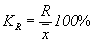 K_R = R / x̄ 100%